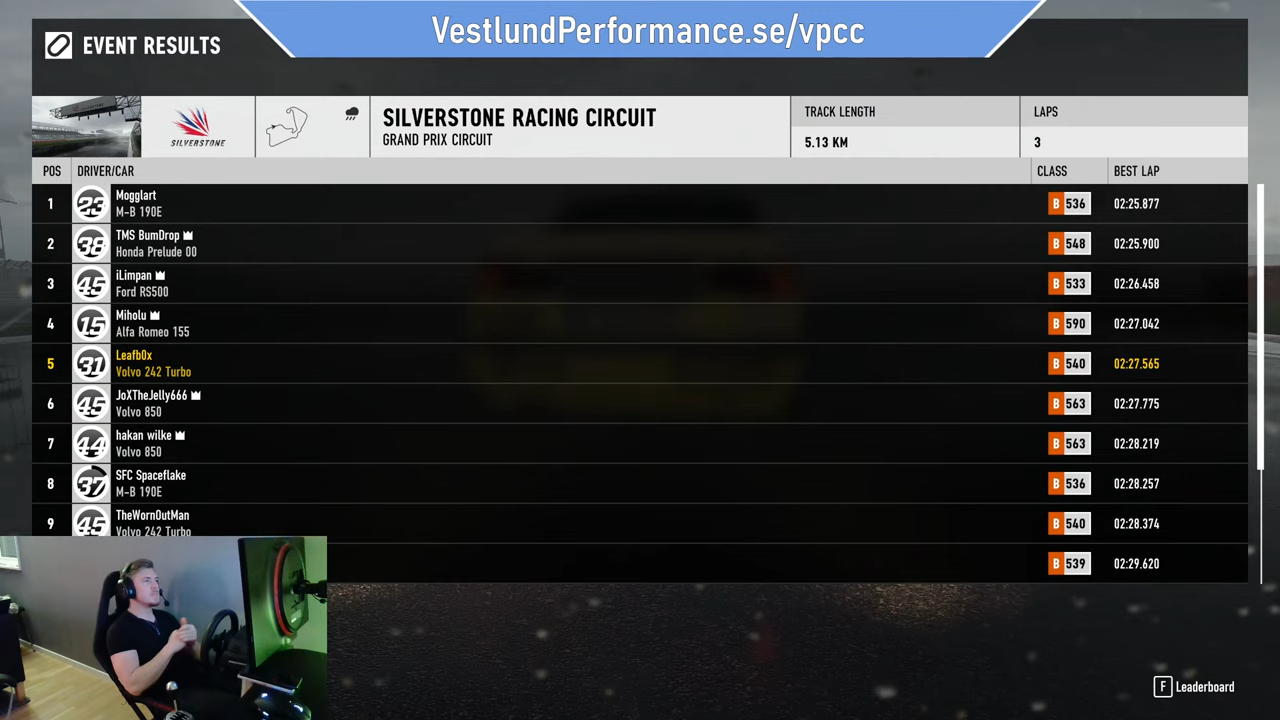 VestlundPerformance.se/vpcc
EVENT RESULTS
SILVERSTONE
SILVERSTONE RACING CIRCUIT
GRAND PRIX CIRCUIT
TRACK LENGTH
5.13 KM
LAPS
3
POS DRIVER/CAR CLASS BEST LAP
1 23 Mogglart B 536 02:25.877
M-B 190E
2 38 TMS BumDrop B 548 02:25.900
Honda Prelude 00
3 45 iLimpan B 533 02:26.458
Ford RS500
4 15 Miholu B 590 02:27.042
Alfa Romeo 155
5 31 Leafb0x B 540 02:27.565
Volvo 242 Turbo
6 45 JoXTheJelly666 B 563 02:27.775
Volvo 850
7 44 hakan wilke B 563 02:28.219
Volvo 850
8 37 SFC Spaceflake B 536 02:28.257
M-B 190E
9 45 TheWornOutMan B 540 02:28.374
Volvo 242 Turbo
B 539 02:29.620
F Leaderboard